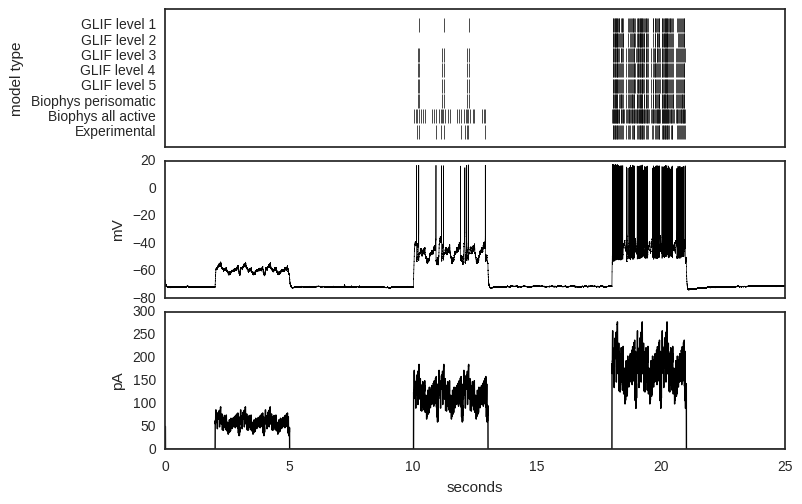 model type
GLIF level 1
GLIF level 2
GLIF level 3
GLIF level 4
GLIF level 5
Biophys perisomatic
Biophys all active
Experimental
mV
20
0
−20
−40
−60
−80
pA
300
250
200
150
100
50
0
0 5 10 15 20 25
seconds